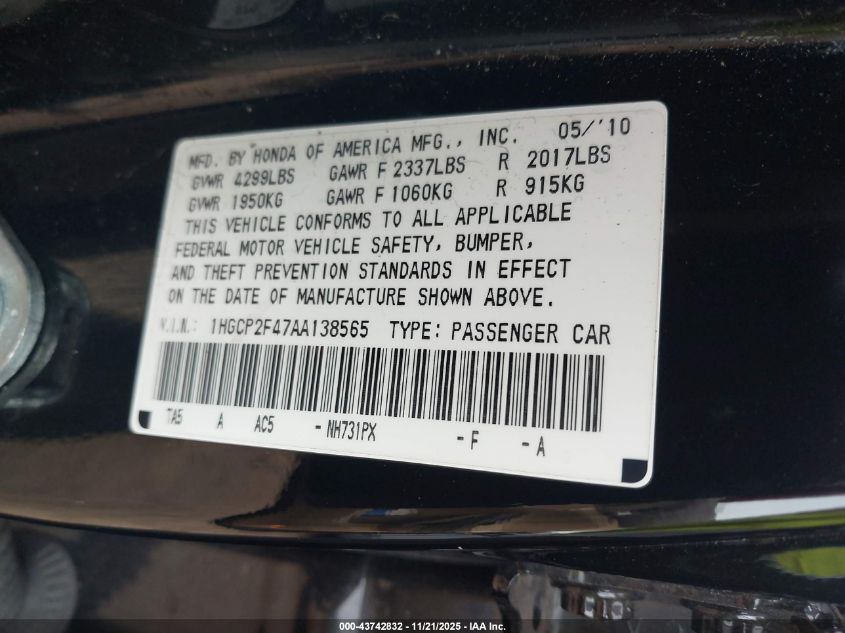 MFD. BY HONDA OF AMERICA MFG., INC. 05/'10
GVWR 4299LBS GAWR F 2337LBS R 2017LBS
GVWR 1950KG GAWR F 1060KG R 915KG
THIS VEHICLE CONFORMS TO ALL APPLICABLE
FEDERAL MOTOR VEHICLE SAFETY, BUMPER,
AND THEFT PREVENTION STANDARDS IN EFFECT
ON THE DATE OF MANUFACTURE SHOWN ABOVE.
V.I.N.: 1HGCP2F47AA138565 TYPE: PASSENGER CAR
TA5 A AC5 - NH731PX - F - A
000-43742832 - 11/21/2025 - IAA Inc.